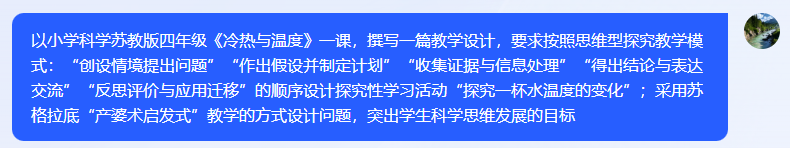 以小学科学苏教版四年级《冷热与温度》一课，撰写一篇教学设计，要求按照思维型探究教学模
式：“创设情境提出问题”“作出假设并制定计划”“收集证据与信息处理”“得出结论与表达
交流”“反思评价与应用迁移”的顺序设计探究性学习活动“探究一杯水温度的变化”；采用苏
格拉底“产婆术启发式”教学的方式设计问题，突出学生科学思维发展的目标